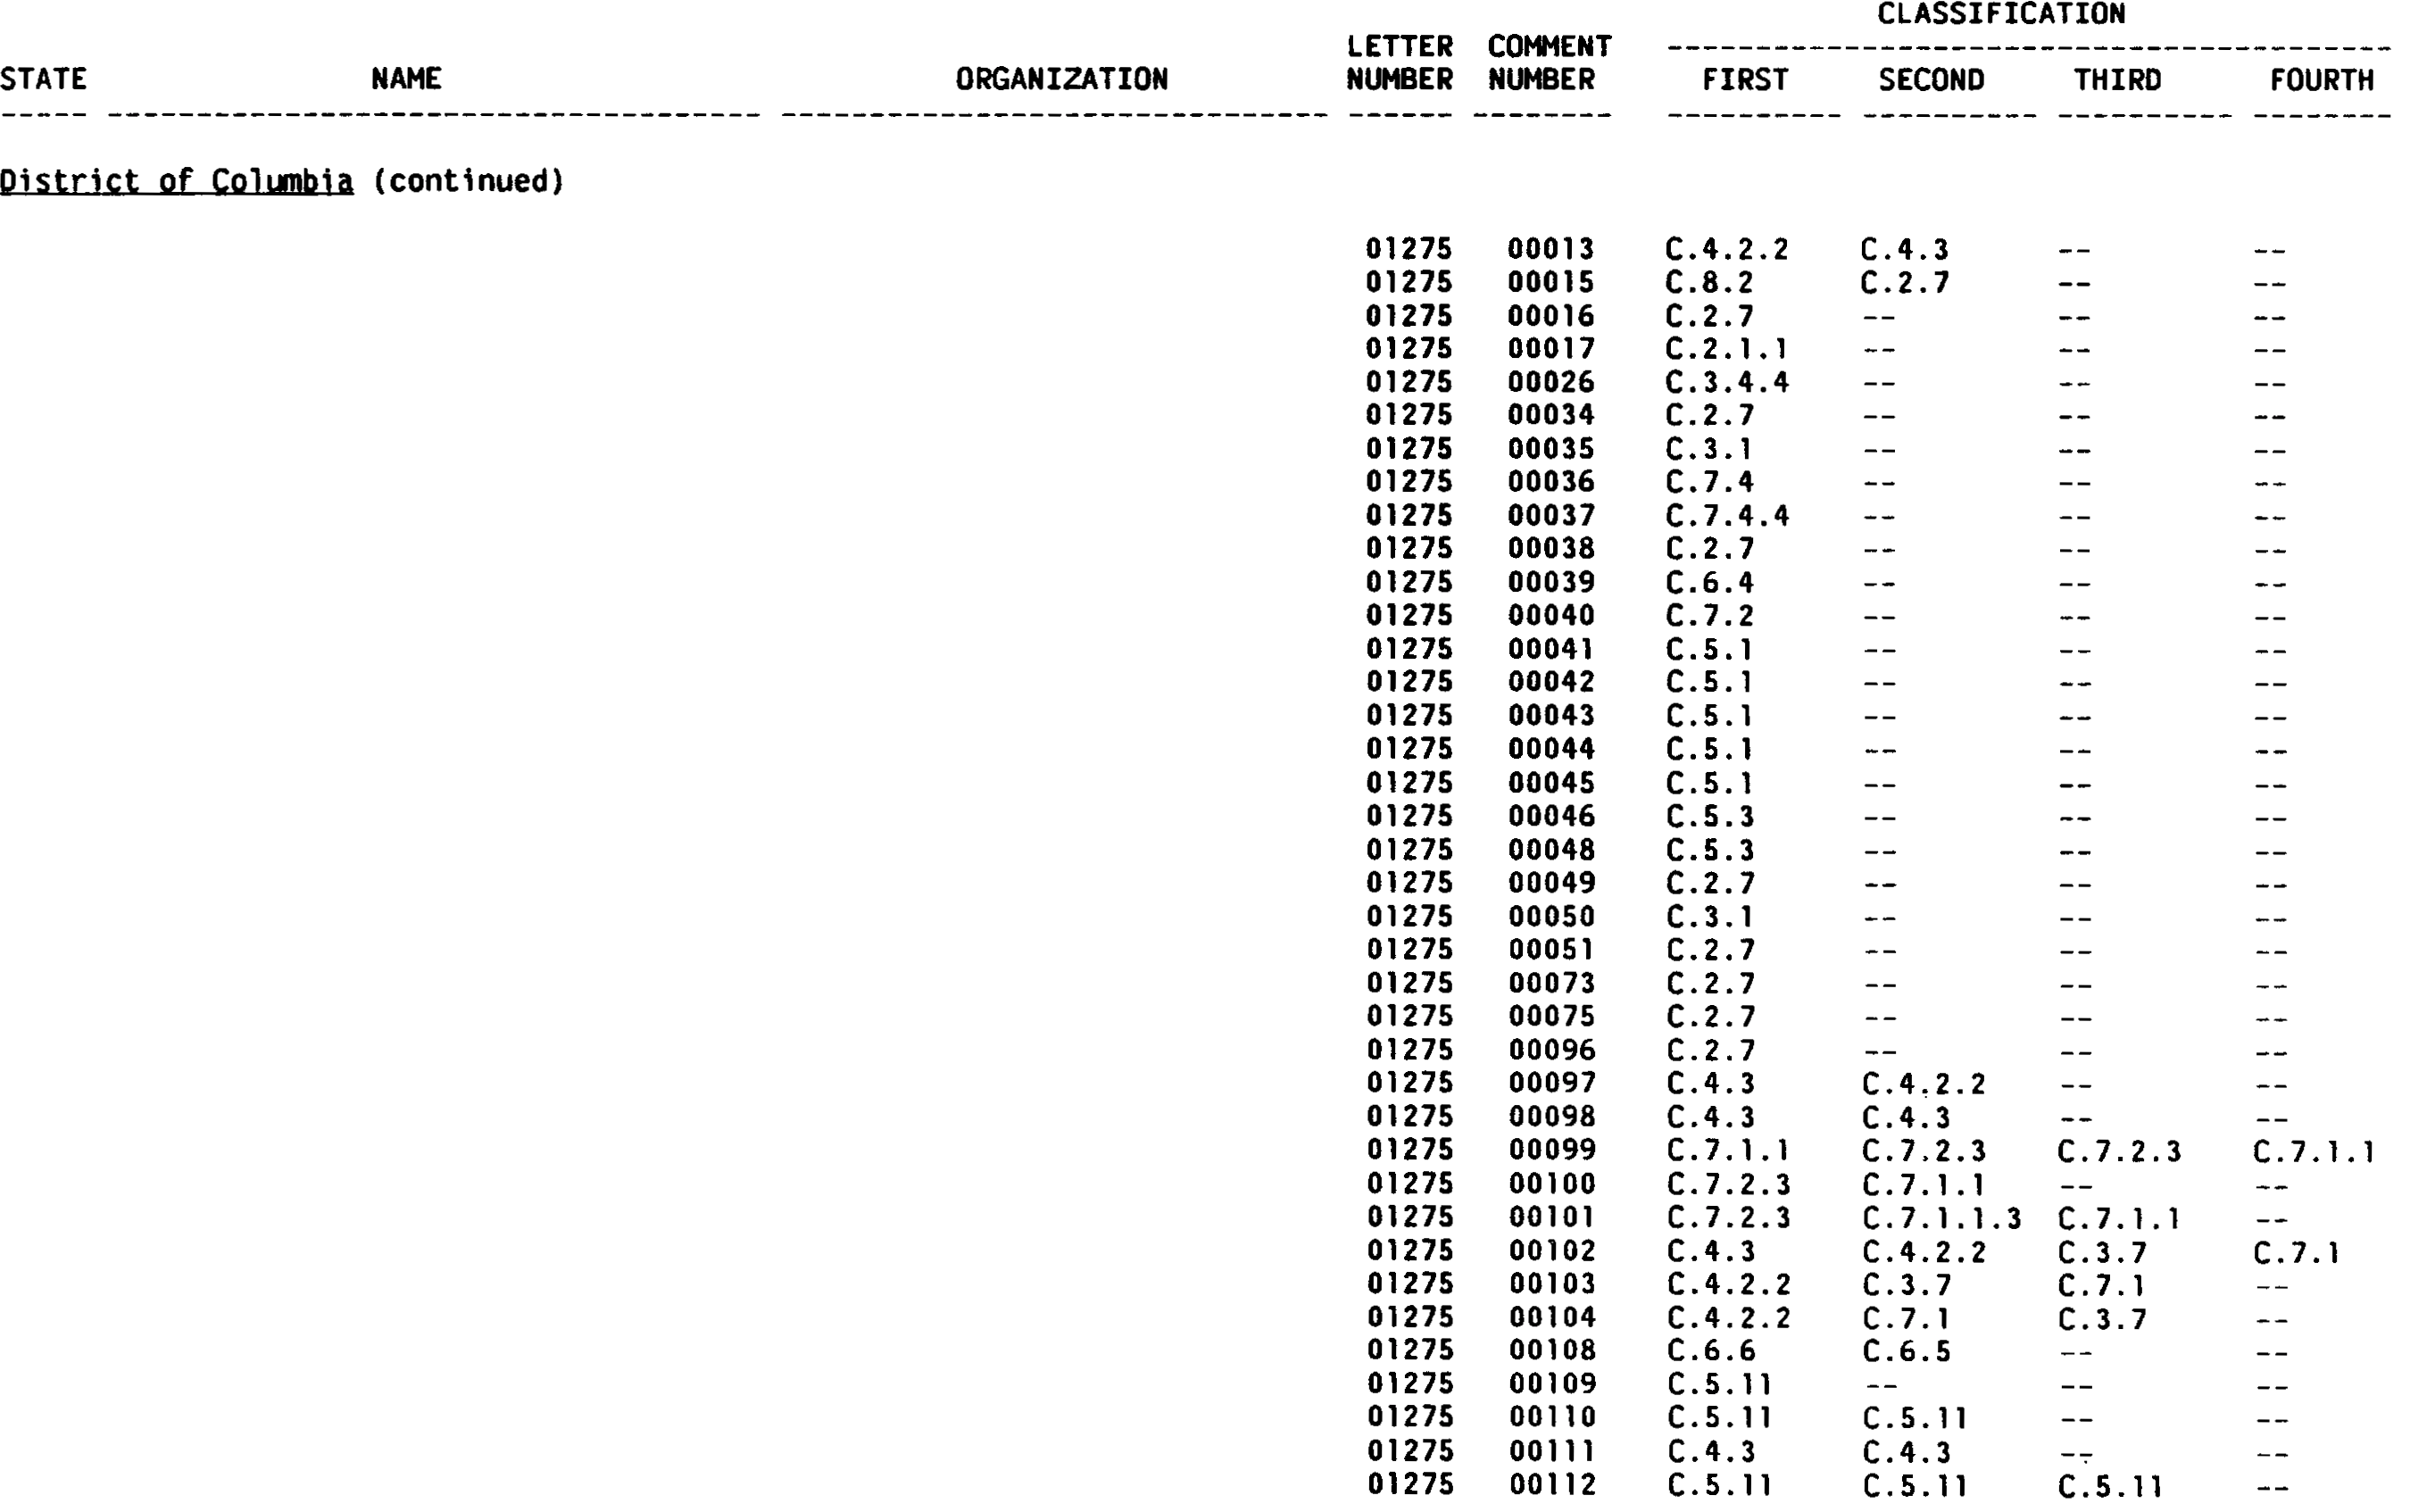 CLASSIFICATION
LETTER COMMENT ------------------------------------------
STATE NAME ORGANIZATION NUMBER NUMBER FIRST SECOND THIRD FOURTH
----- -------------------------------------- -------------------------------- ------ -------- ---------- ---------- ---------- --------
District of Columbia (continued)
01275 00013 C.4.2.2 C.4.3 -- --
01275 00015 C.8.2 C.2.7 -- --
01275 00016 C.2.7 -- -- --
01275 00017 C.2.1.1 -- -- --
01275 00026 C.3.4.4 -- -- --
01275 00034 C.2.7 -- -- --
01275 00035 C.3.1 -- -- --
01275 00036 C.7.4 -- -- --
01275 00037 C.7.4.4 -- -- --
01275 00038 C.2.7 -- -- --
01275 00039 C.6.4 -- -- --
01275 00040 C.7.2 -- -- --
01275 00041 C.5.1 -- -- --
01275 00042 C.5.1 -- -- --
01275 00043 C.5.1 -- -- --
01275 00044 C.5.1 -- -- --
01275 00045 C.5.1 -- -- --
01275 00046 C.5.3 -- -- --
01275 00048 C.5.3 -- -- --
01275 00049 C.2.7 -- -- --
01275 00050 C.3.1 -- -- --
01275 00051 C.2.7 -- -- --
01275 00073 C.2.7 -- -- --
01275 00075 C.2.7 -- -- --
01275 00096 C.2.7 -- -- --
01275 00097 C.4.3 C.4.2.2 -- --
01275 00098 C.4.3 C.4.3 -- --
01275 00099 C.7.1.1 C.7.2.3 C.7.2.3 C.7.1.1
01275 00100 C.7.2.3 C.7.1.1 -- --
01275 00101 C.7.2.3 C.7.1.1.3 C.7.1.1 --
01275 00102 C.4.3 C.4.2.2 C.3.7 C.7.1
01275 00103 C.4.2.2 C.3.7 C.7.1 --
01275 00104 C.4.2.2 C.7.1 C.3.7 --
01275 00108 C.6.6 C.6.5 -- --
01275 00109 C.5.11 -- -- --
01275 00110 C.5.11 C.5.11 -- --
01275 00111 C.4.3 C.4.3 -- --
01275 00112 C.5.11 C.5.11 C.5.11 --